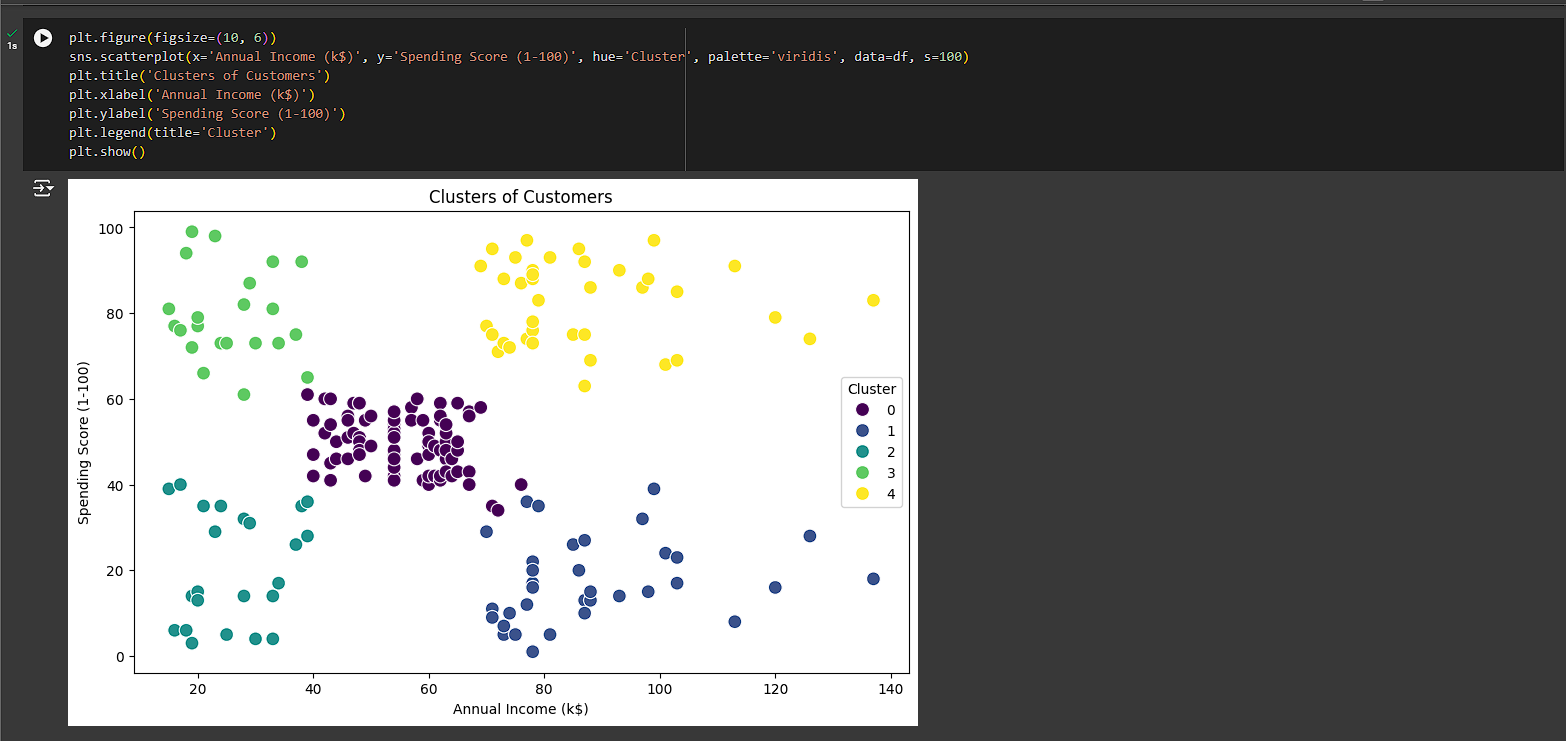 plt.figure(figsize=(10, 6))
1s
sns.scatterplot(x='Annual Income (k$)', y='Spending Score (1-100)', hue='Cluster', palette='viridis', data=df, s=100)
plt.title('Clusters of Customers')
plt.xlabel('Annual Income (k$)')
plt.ylabel('Spending Score (1-100)')
plt.legend(title='Cluster')
plt.show()
Clusters of Customers
100
80
60
40
20
0
Spending Score (1-100)
Cluster
0
1
2
3
4
20 40 60 80 100 120 140
Annual Income (k$)